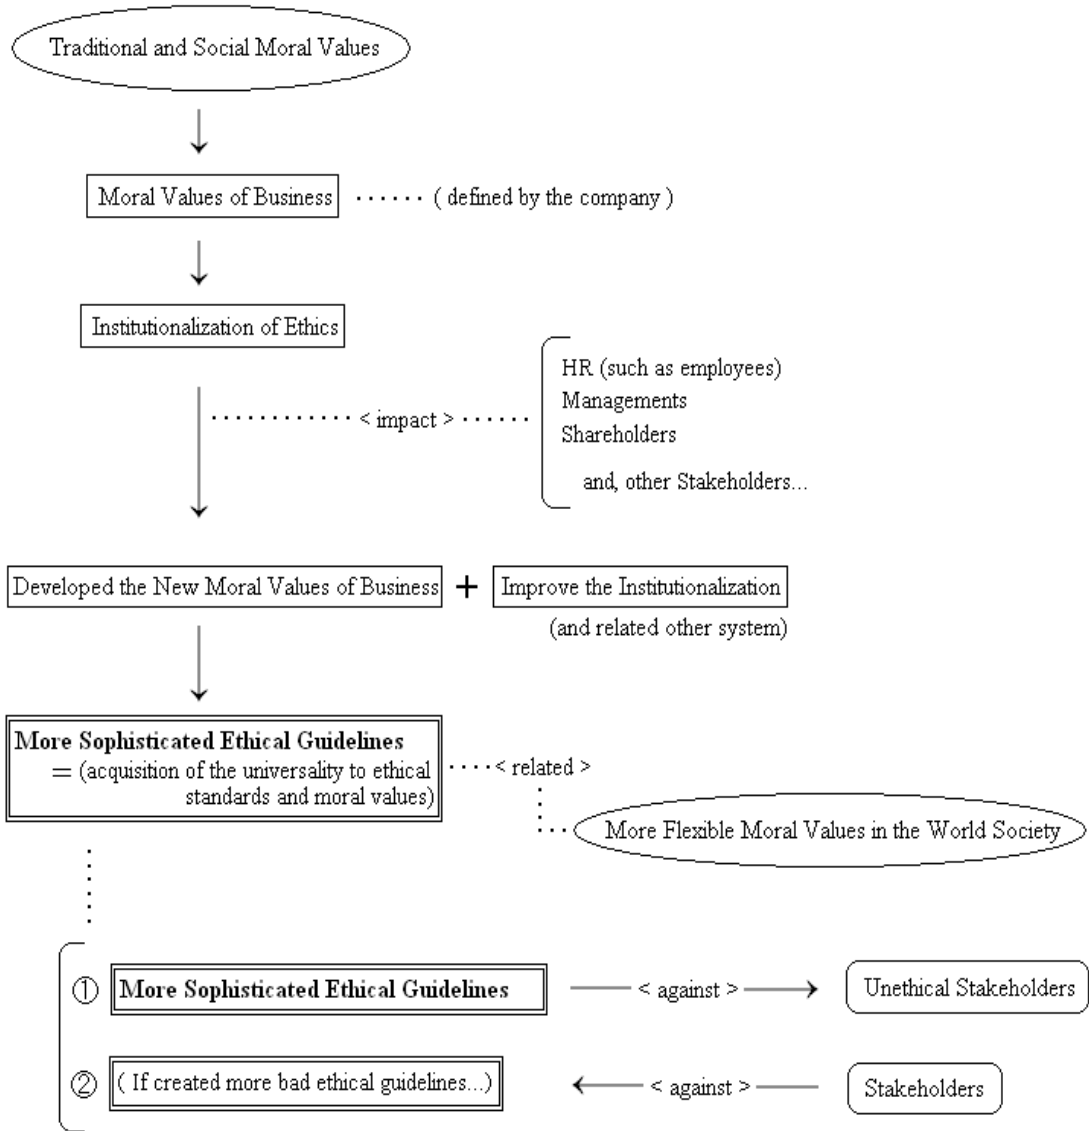 Traditional and Social Moral Values
Moral Values of Business ······ ( defined by the company )
Institutionalization of Ethics
HR (such as employees)
Managements
< impact >
Shareholders
and, other Stakeholders...
Developed the New Moral Values of Business + Improve the Institutionalization
(and related other system)
More Sophisticated Ethical Guidelines
= (acquisition of the universality to ethical
standards and moral values)
< related >
More Flexible Moral Values in the World Society
① More Sophisticated Ethical Guidelines < against > Unethical Stakeholders
② ( If created more bad ethical guidelines...) < against > Stakeholders